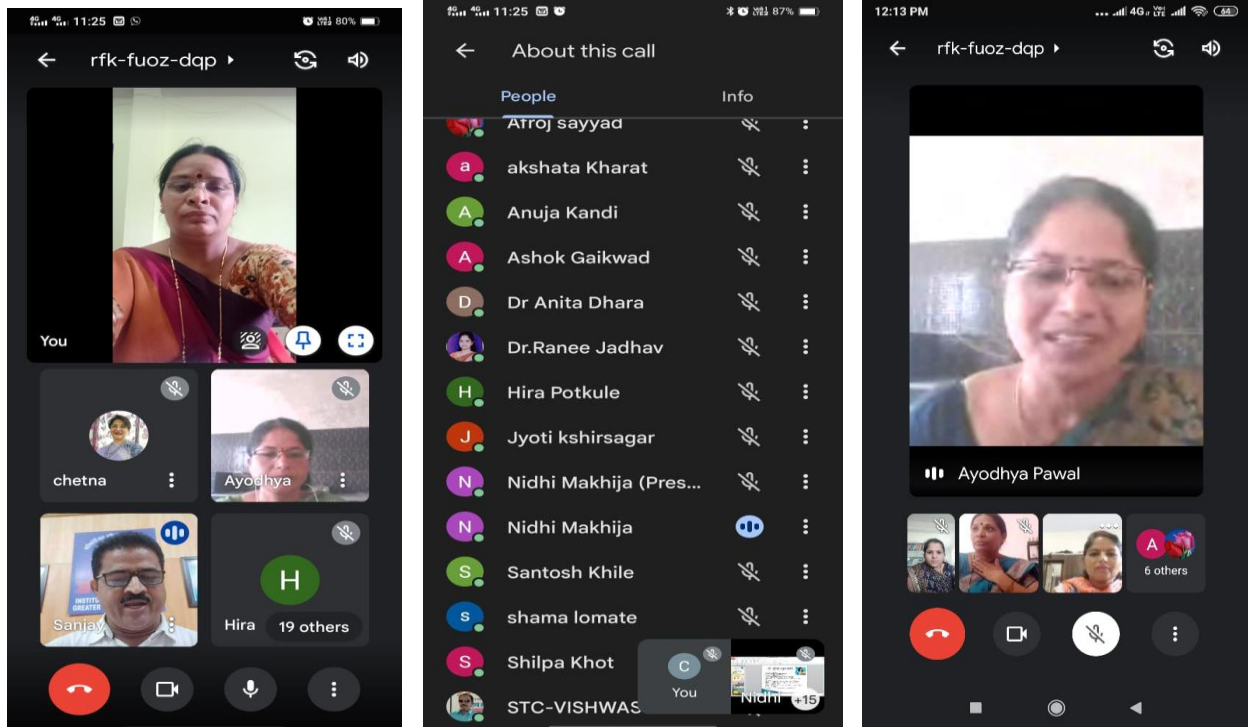 11:25
80%
rfk-fuoz-dqp
You
chetna
Ayodhya
Sanjay
H
Hira
19 others
11:25
87%
About this call
People
Info
Afroj sayyad
a
akshata Kharat
A
Anuja Kandi
A
Ashok Gaikwad
D
Dr Anita Dhara
Dr.Ranee Jadhav
H
Hira Potkule
J
Jyoti kshirsagar
N
Nidhi Makhija (Pres...
N
Nidhi Makhija
S
Santosh Khile
s
shama lomate
S
Shilpa Khot
STC-VISHWAS
C
You
Nidhi
+15
12:13 PM
4G
64
rfk-fuoz-dqp
Ayodhya Pawal
A
6 others